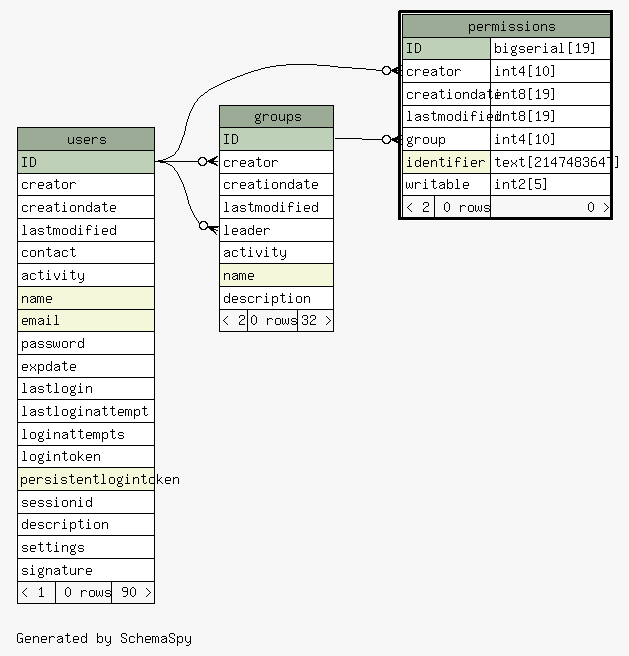 permissions
ID bigserial[19]
creator int4[10]
creationdate int8[19]
lastmodified int8[19]
group int4[10]
identifier text[2147483647]
writable int2[5]
< 2 0 rows 0 >
groups
ID
creator
creationdate
lastmodified
leader
activity
name
description
< 2 0 rows 32 >
users
ID
creator
creationdate
lastmodified
contact
activity
name
email
password
expdate
lastlogin
lastloginattempt
loginattempts
logintoken
persistentlogintoken
sessionid
description
settings
signature
< 1 0 rows 90 >
Generated by SchemaSpy